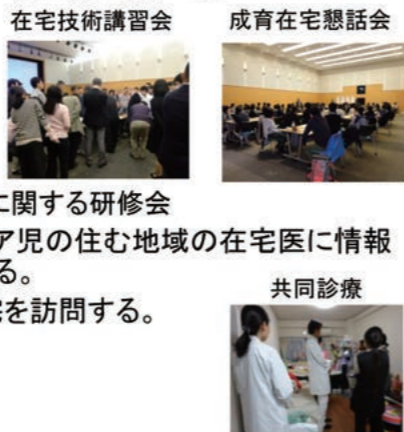 在宅技術講習会
成育在宅懇話会
に関する研修会
ア児の住む地域の在宅医に情報
る。
宅を訪問する。
共同診療